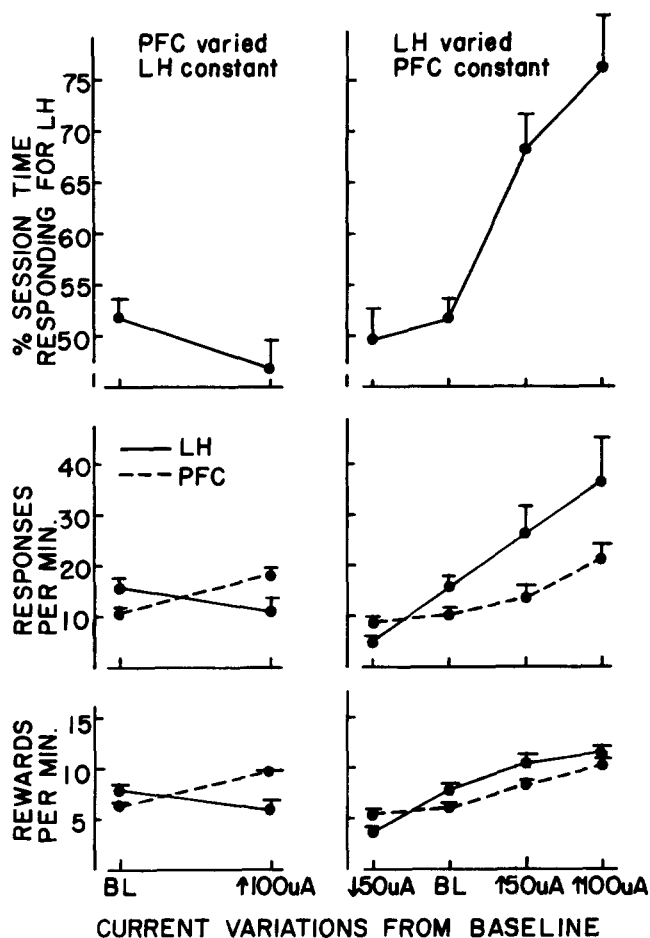 PFC varied
LH constant
LH varied
PFC constant
% SESSION TIME
RESPONDING FOR LH
75
70
65
60
55
50
LH
PFC
RESPONSES
PER MIN.
40
30
20
10
REWARDS
PER MIN.
15
10
5
BL ↑100uA
↓50uA BL ↑50uA ↑100uA
CURRENT VARIATIONS FROM BASELINE